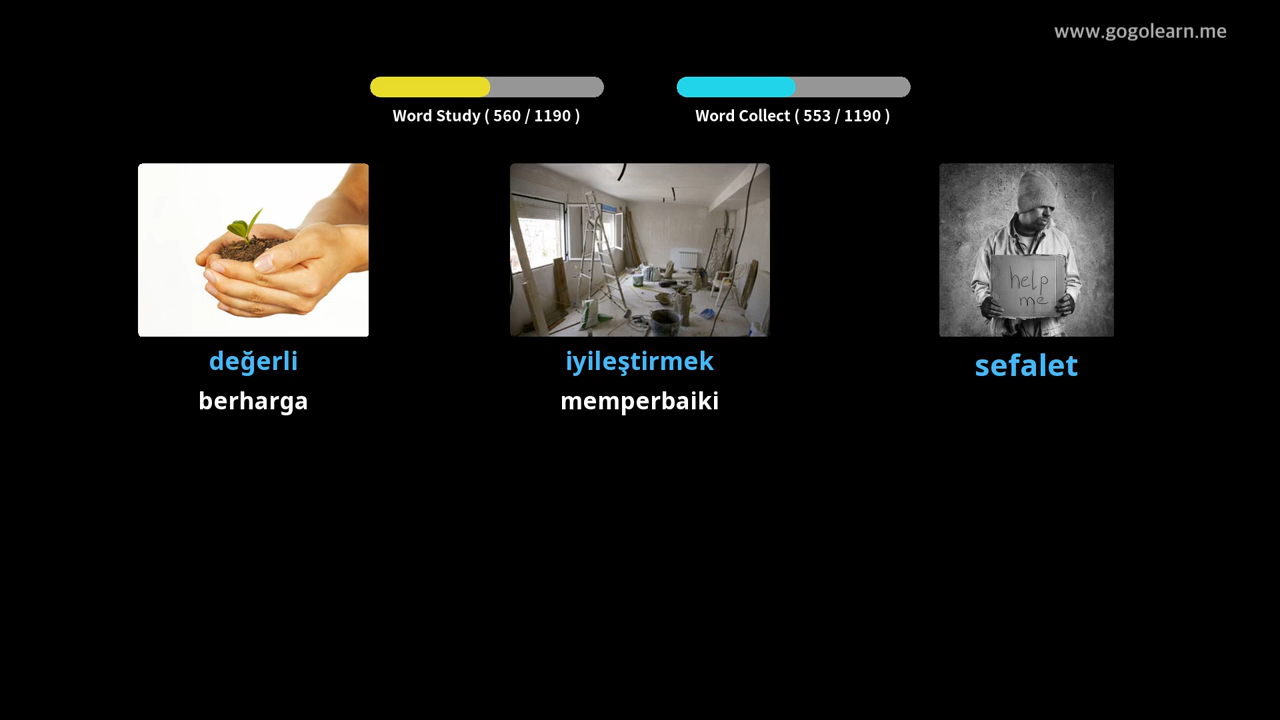 www.gogolearn.me
Word Study ( 560 / 1190 )
Word Collect ( 553 / 1190 )
help
me
değerli
berharga
iyileştirmek
memperbaiki
sefalet